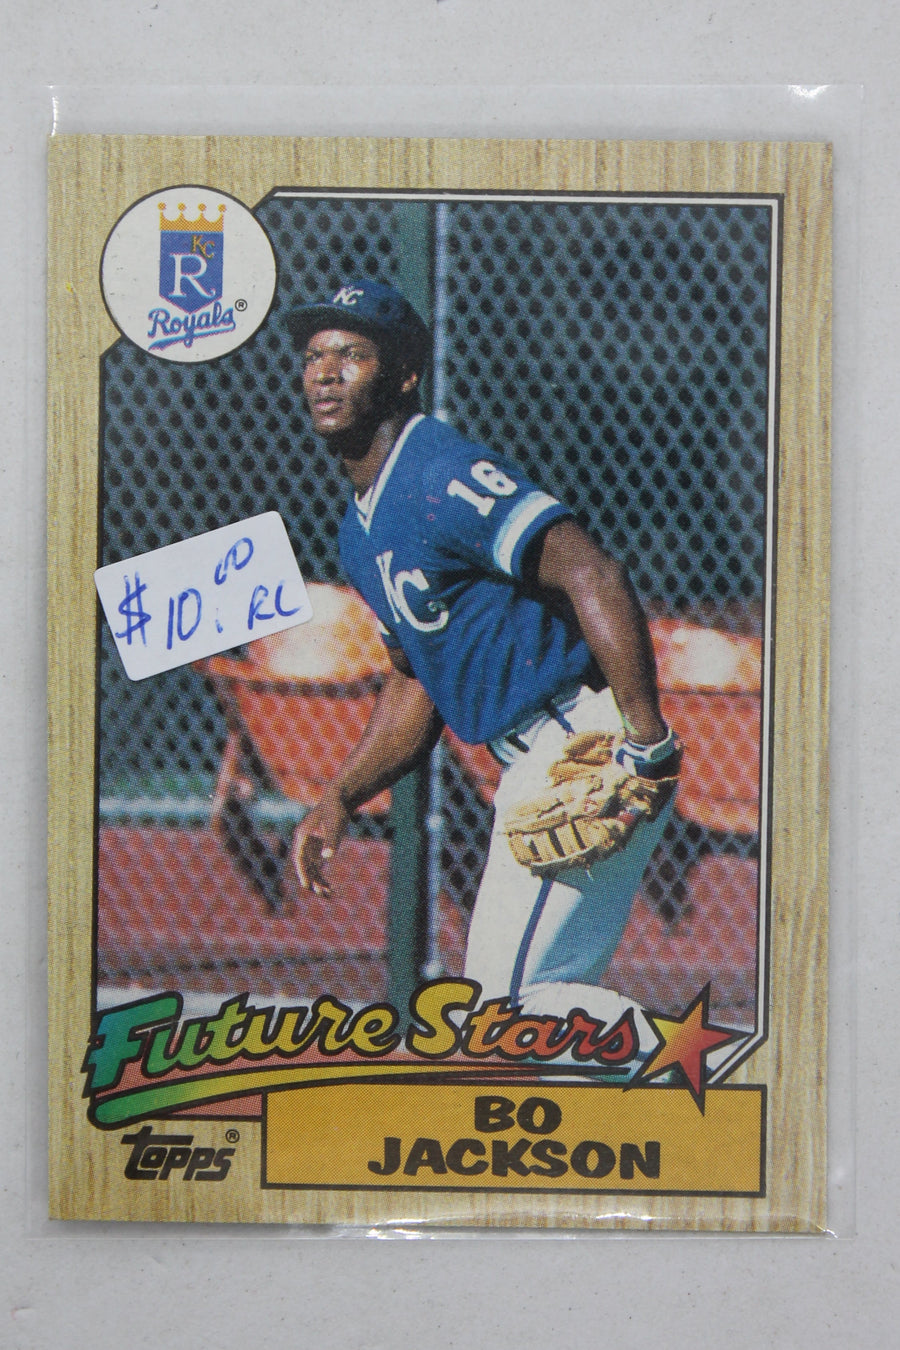 KC
R
Royals®
KC
16
$10.00 RC
KC
Future Stars
topps®
BO
JACKSON